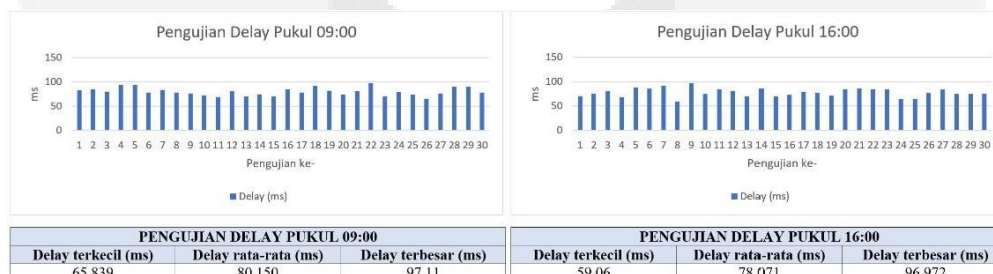 Pengujian Delay Pukul 09:00
150
100
50
0
ms
1 2 3 4 5 6 7 8 9 10 11 12 13 14 15 16 17 18 19 20 21 22 23 24 25 26 27 28 29 30
Pengujian ke-
Delay (ms)
Pengujian Delay Pukul 16:00
150
100
50
0
ms
1 2 3 4 5 6 7 8 9 10 11 12 13 14 15 16 17 18 19 20 21 22 23 24 25 26 27 28 29 30
Pengujian ke-
Delay (ms)
PENGUJIAN DELAY PUKUL 09:00
Delay terkecil (ms) Delay rata-rata (ms) Delay terbesar (ms)
65.839 80.150 97.11
PENGUJIAN DELAY PUKUL 16:00
Delay terkecil (ms) Delay rata-rata (ms) Delay terbesar (ms)
59.06 78.071 96.972